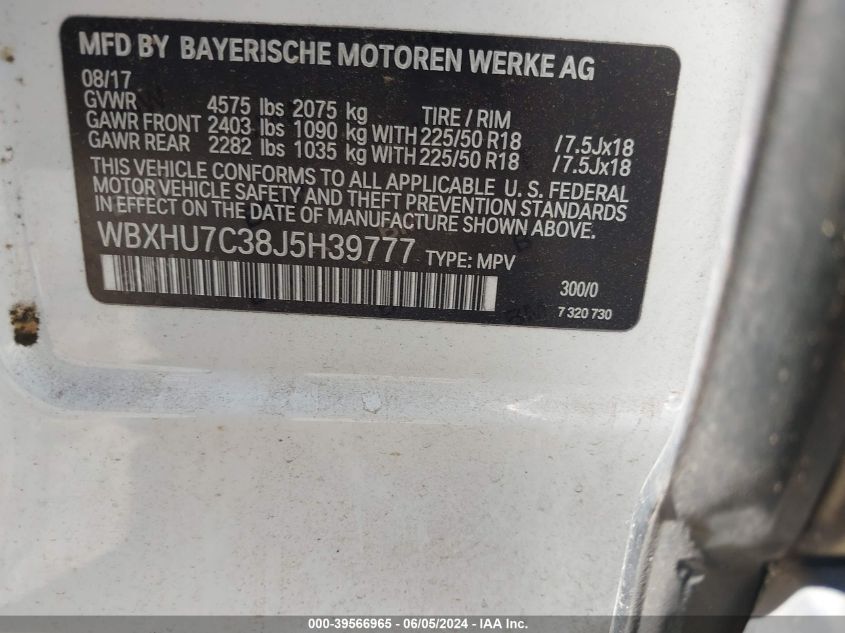 MFD BY BAYERISCHE MOTOREN WERKE AG
08/17
GVWR 4575 lbs 2075 kg TIRE / RIM
GAWR FRONT 2403 lbs 1090 kg WITH 225/50 R18 /7.5Jx18
GAWR REAR 2282 lbs 1035 kg WITH 225/50 R18 /7.5Jx18
THIS VEHICLE CONFORMS TO ALL APPLICABLE U. S. FEDERAL
MOTOR VEHICLE SAFETY AND THEFT PREVENTION STANDARDS
IN EFFECT ON THE DATE OF MANUFACTURE SHOWN ABOVE.
WBXHU7C38J5H39777 TYPE: MPV
300/0
7 320 730
000-39566965 - 06/05/2024 - IAA Inc.